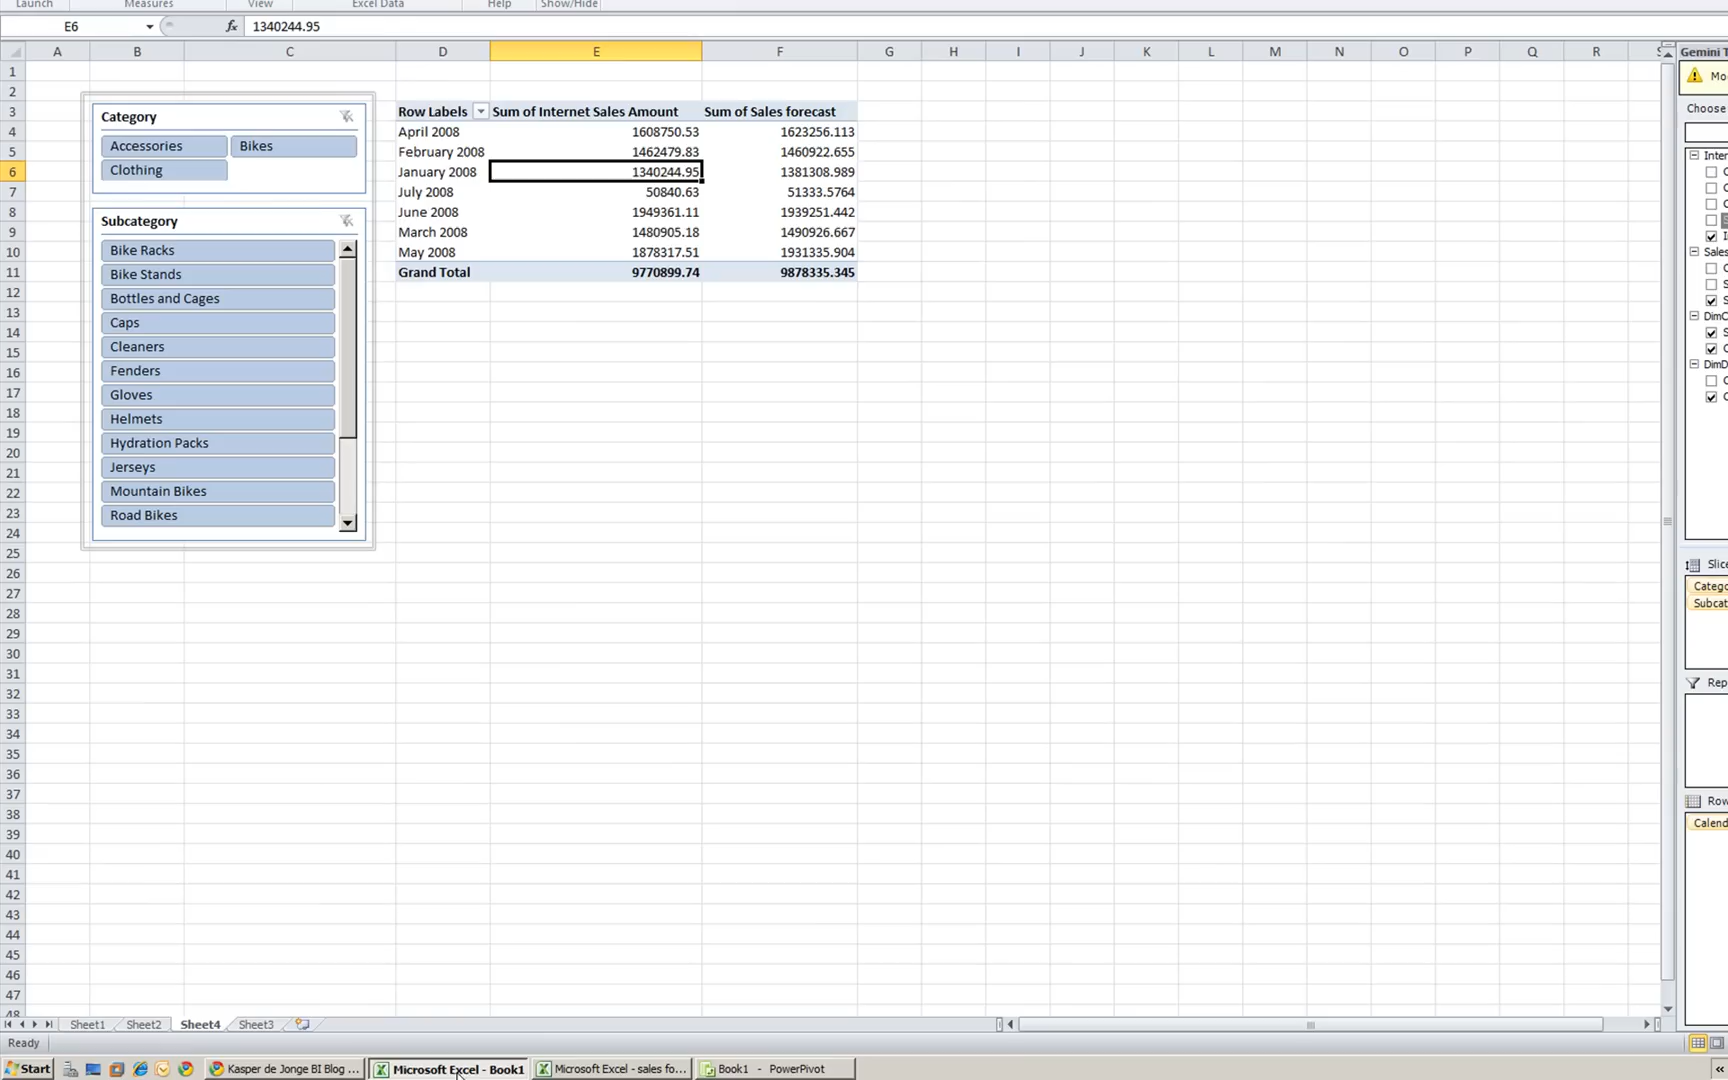 Launch Measures View Excel Data Help Show/Hide
E6 fx 1340244.95
A B C D E F G H I J K L M N O P Q R
Gemini T
Mo
Choose
1
2
3
4
5
6
7
8
9
10
11
12
13
14
15
16
17
18
19
20
21
22
23
24
25
26
27
28
29
30
31
32
33
34
35
36
37
38
39
40
41
42
43
44
45
46
47
48
Category
Accessories Bikes
Clothing
Subcategory
Bike Racks
Bike Stands
Bottles and Cages
Caps
Cleaners
Fenders
Gloves
Helmets
Hydration Packs
Jerseys
Mountain Bikes
Road Bikes
Row Labels Sum of Internet Sales Amount Sum of Sales forecast
April 2008 1608750.53 1623256.113
February 2008 1462479.83 1460922.655
January 2008 1340244.95 1381308.989
July 2008 50840.63 51333.5764
June 2008 1949361.11 1939251.442
March 2008 1480905.18 1490926.667
May 2008 1878317.51 1931335.904
Grand Total 9770899.74 9878335.345
Inter
Sales
DimC
DimD
Slice
Catego
Subcat
Rep
Row
Calend
Sheet1 Sheet2 Sheet4 Sheet3
Ready
Start Kasper de Jonge BI Blog ... Microsoft Excel - Book1 Microsoft Excel - sales fo... Book1 - PowerPivot